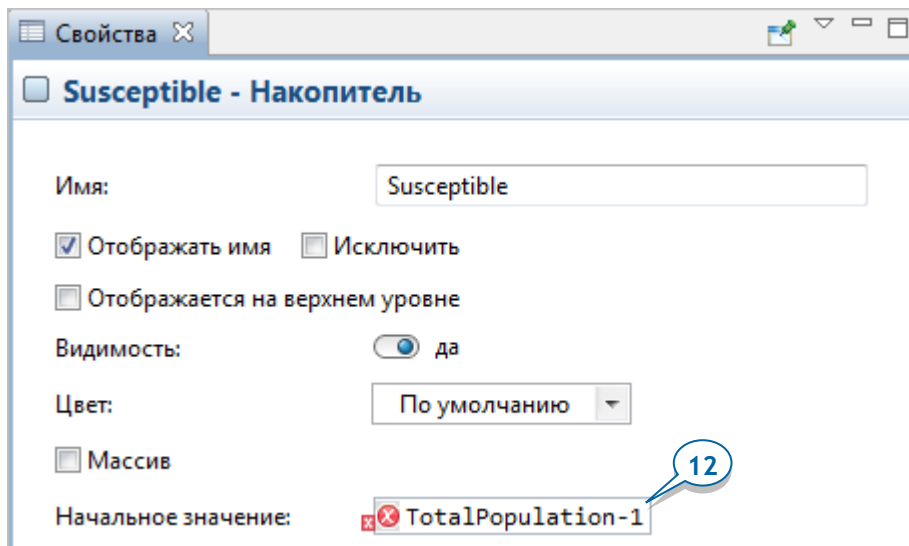 Свойства
Susceptible - Накопитель
Имя: Susceptible
Отображать имя Исключить
Отображается на верхнем уровне
Видимость: да
Цвет: По умолчанию
Массив
12
Начальное значение: TotalPopulation-1